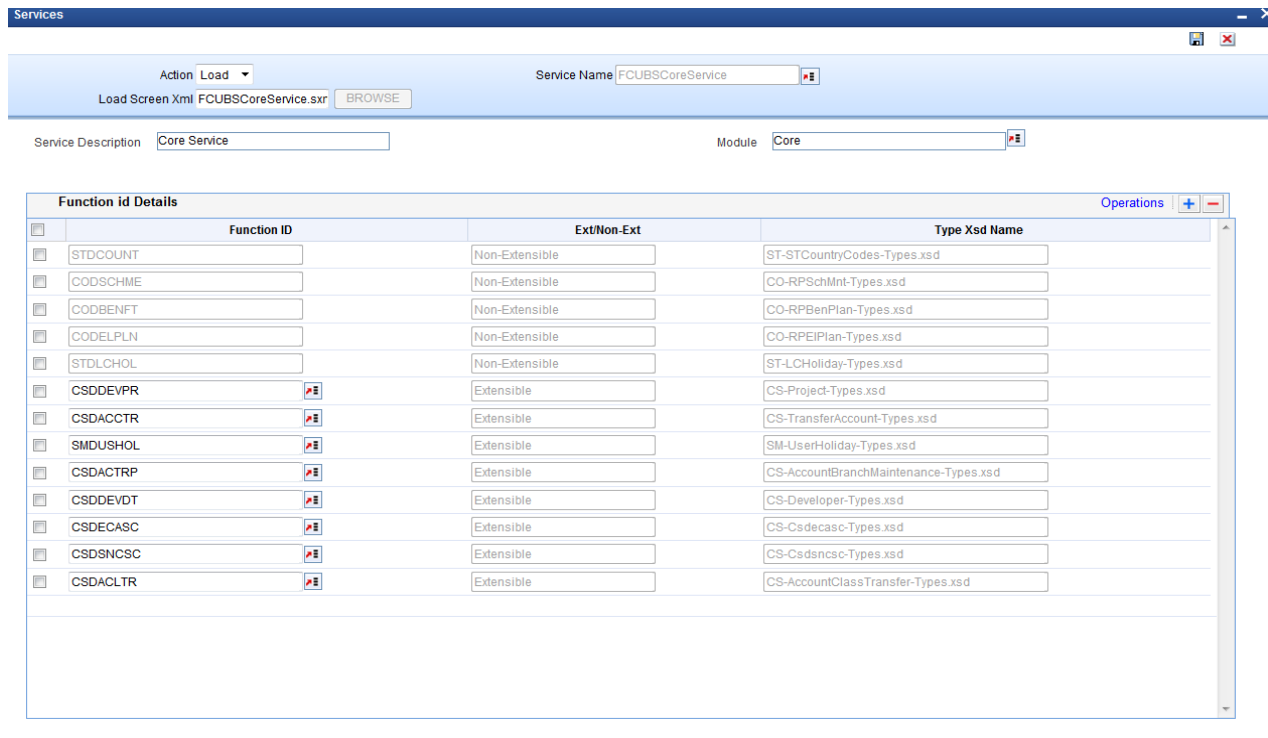 Services
Action Load Service Name FCUBSCoreService
Load Screen Xml FCUBSCoreService.sxr BROWSE
Service Description Core Service Module Core
Function id Details Operations
Function ID Ext/Non-Ext Type Xsd Name
STDCOUNT Non-Extensible ST-STCountryCodes-Types.xsd
CODSCHME Non-Extensible CO-RPSchMnt-Types.xsd
CODBENFT Non-Extensible CO-RPBenPlan-Types.xsd
CODELPLN Non-Extensible CO-RPElPlan-Types.xsd
STDLCHOL Non-Extensible ST-LCHoliday-Types.xsd
CSDDEVPR Extensible CS-Project-Types.xsd
CSDACCTR Extensible CS-TransferAccount-Types.xsd
SMDUSHOL Extensible SM-UserHoliday-Types.xsd
CSDACTRP Extensible CS-AccountBranchMaintenance-Types.xsd
CSDDEVDT Extensible CS-Developer-Types.xsd
CSDECASC Extensible CS-Csdecasc-Types.xsd
CSDSNCSC Extensible CS-Csdsncsc-Types.xsd
CSDACLTR Extensible CS-AccountClassTransfer-Types.xsd